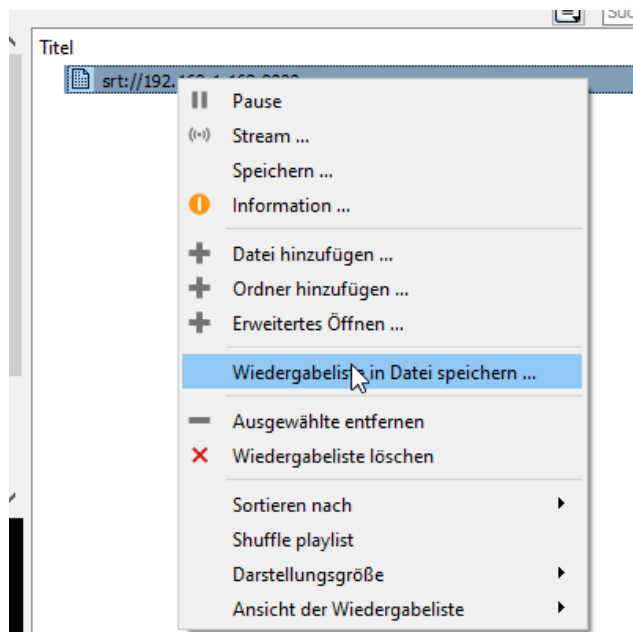 Suc
Titel
srt://192.
Pause
Stream ...
Speichern ...
Information ...
Datei hinzufügen ...
Ordner hinzufügen ...
Erweitertes Öffnen ...
Wiedergabeliste in Datei speichern ...
Ausgewählte entfernen
Wiedergabeliste löschen
Sortieren nach
Shuffle playlist
Darstellungsgröße
Ansicht der Wiedergabeliste